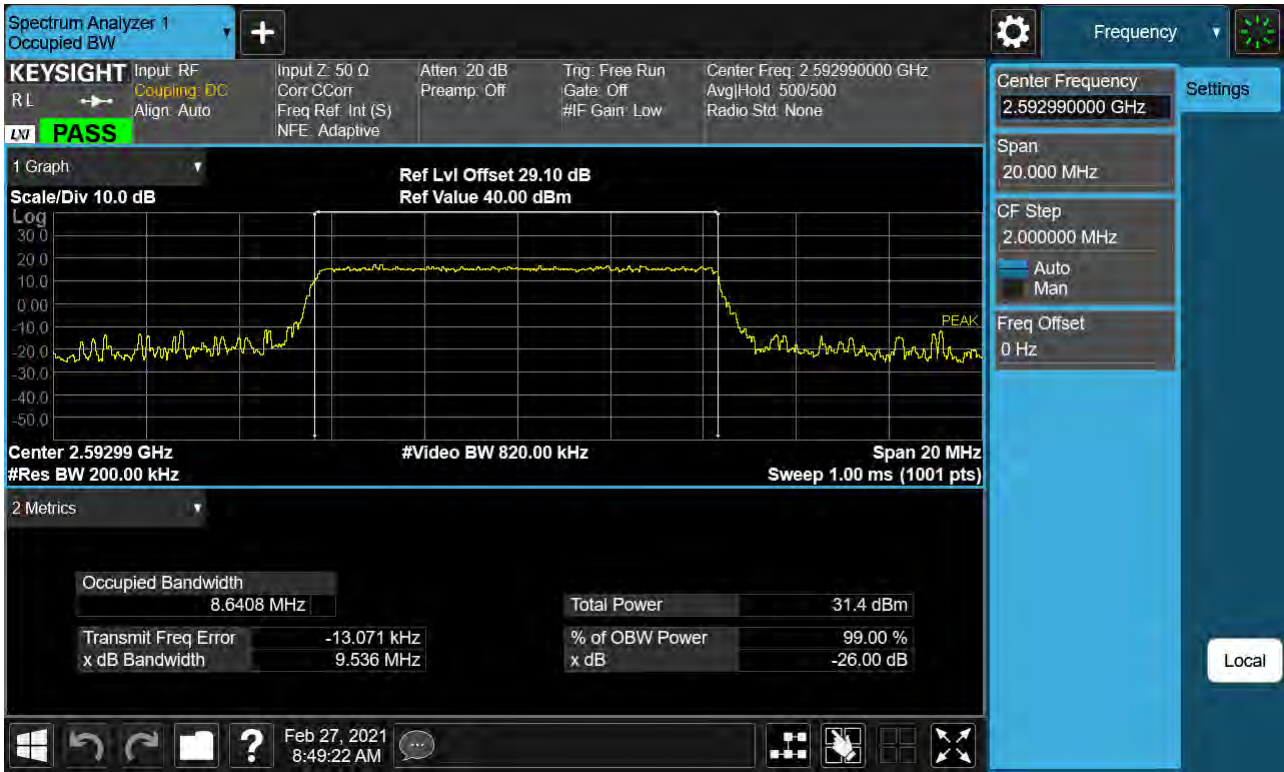 Spectrum Analyzer 1
Occupied BW
+
Frequency
KEYSIGHT
R L
LXI PASS
Input: RF
Coupling: DC
Align: Auto
Input Z: 50 Ω
Corr CCorr
Freq Ref: Int (S)
NFE: Adaptive
Atten: 20 dB
Preamp: Off
Trig: Free Run
Gate: Off
#IF Gain: Low
Center Freq: 2.592990000 GHz
Avg|Hold: 500/500
Radio Std: None
Center Frequency
2.592990000 GHz
Settings
Span
20.000 MHz
CF Step
2.000000 MHz
Auto
Man
Freq Offset
0 Hz
Local
1 Graph
Scale/Div 10.0 dB
Ref Lvl Offset 29.10 dB
Ref Value 40.00 dBm
Log
30.0
20.0
10.0
0.00
-10.0
-20.0
-30.0
-40.0
-50.0
PEAK
Center 2.59299 GHz
#Video BW 820.00 kHz
Span 20 MHz
#Res BW 200.00 kHz
Sweep 1.00 ms (1001 pts)
2 Metrics
Occupied Bandwidth
8.6408 MHz
Total Power 31.4 dBm
Transmit Freq Error -13.071 kHz
% of OBW Power 99.00 %
x dB Bandwidth 9.536 MHz
x dB -26.00 dB
?
Feb 27, 2021
8:49:22 AM